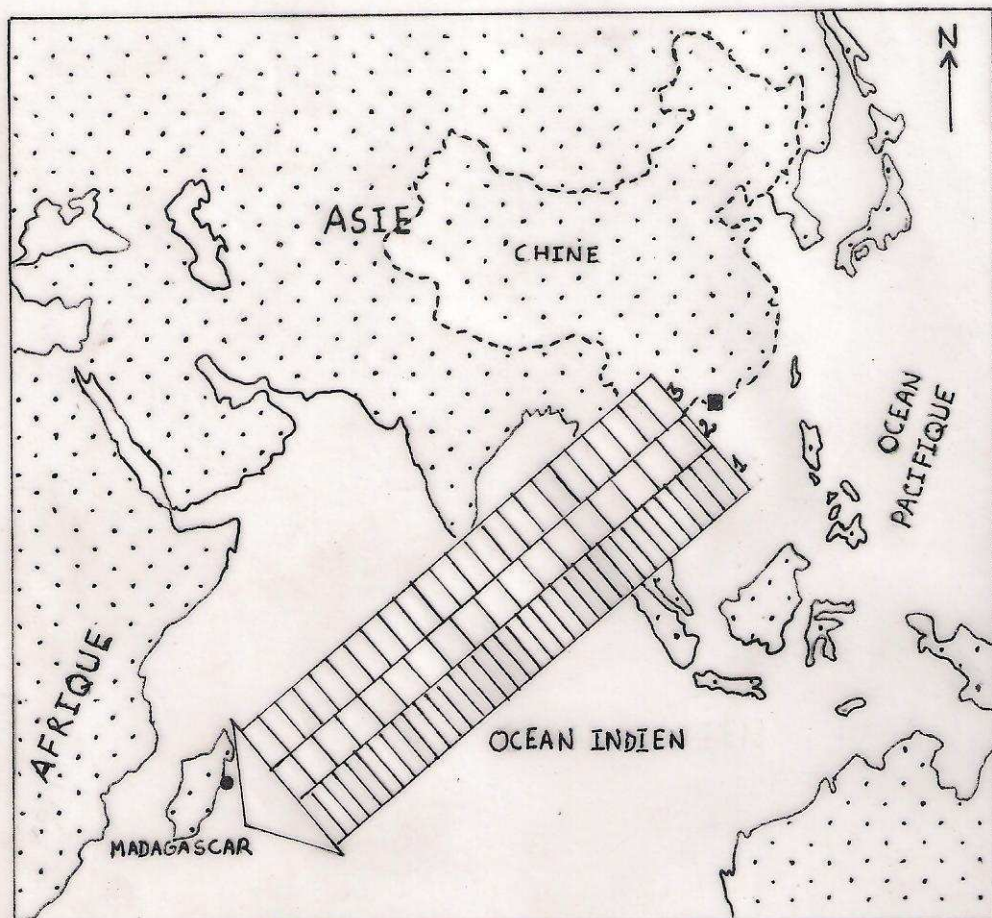 N
ASIE
CHINE
3
2
1
OCEAN
PACIFIQUE
AFRIQUE
OCEAN INDIEN
MADAGASCAR